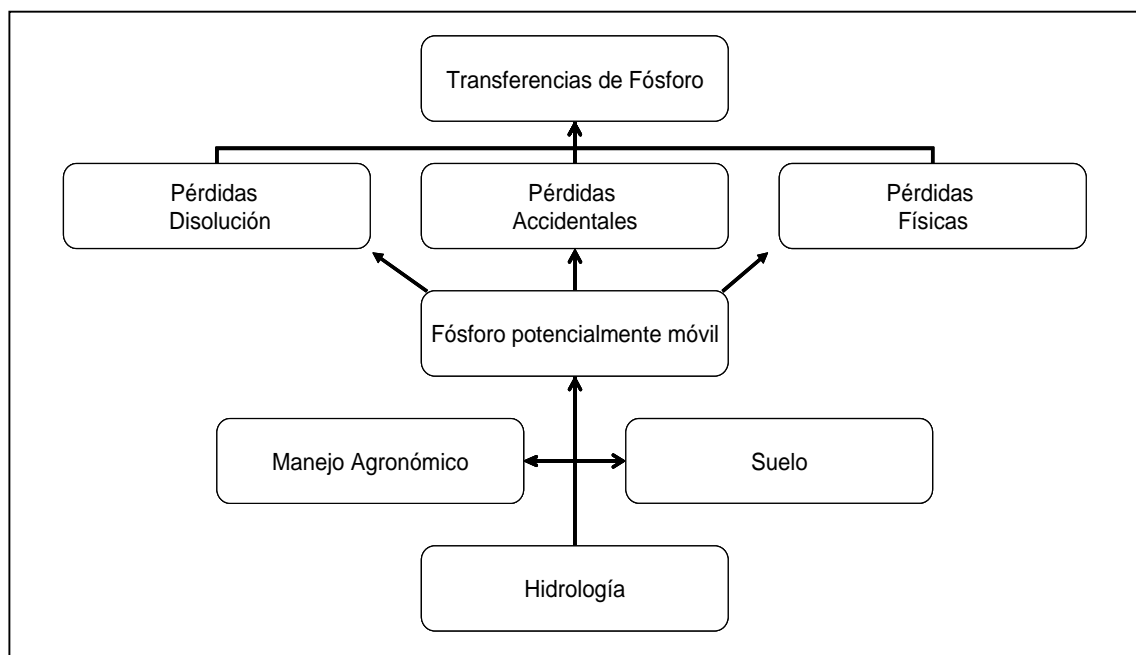 Transferencias de Fósforo
Pérdidas
Disolución
Pérdidas
Accidentales
Pérdidas
Físicas
Fósforo potencialmente móvil
Manejo Agronómico
Suelo
Hidrología